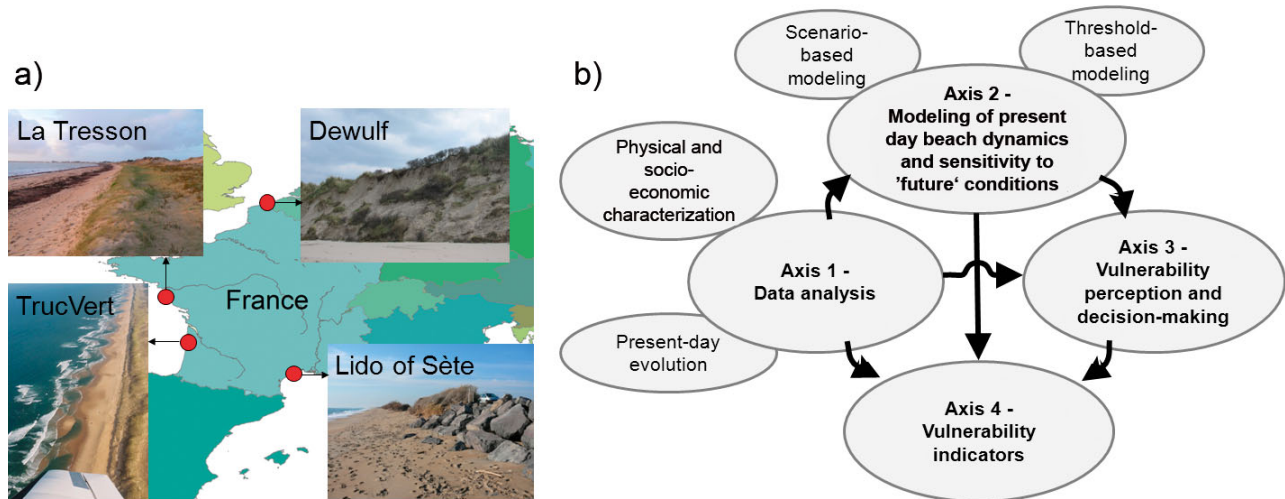 a)
La Tresson
Dewulf
TrucVert
France
Lido of Sète
b)
Scenario-
based
modeling
Threshold-
based
modeling
Axis 2 -
Modeling of present
day beach dynamics
and sensitivity to
’future‘ conditions
Physical and
socio-
economic
characterization
Axis 1 -
Data analysis
Axis 3 -
Vulnerability
perception and
decision-making
Present-day
evolution
Axis 4 -
Vulnerability
indicators